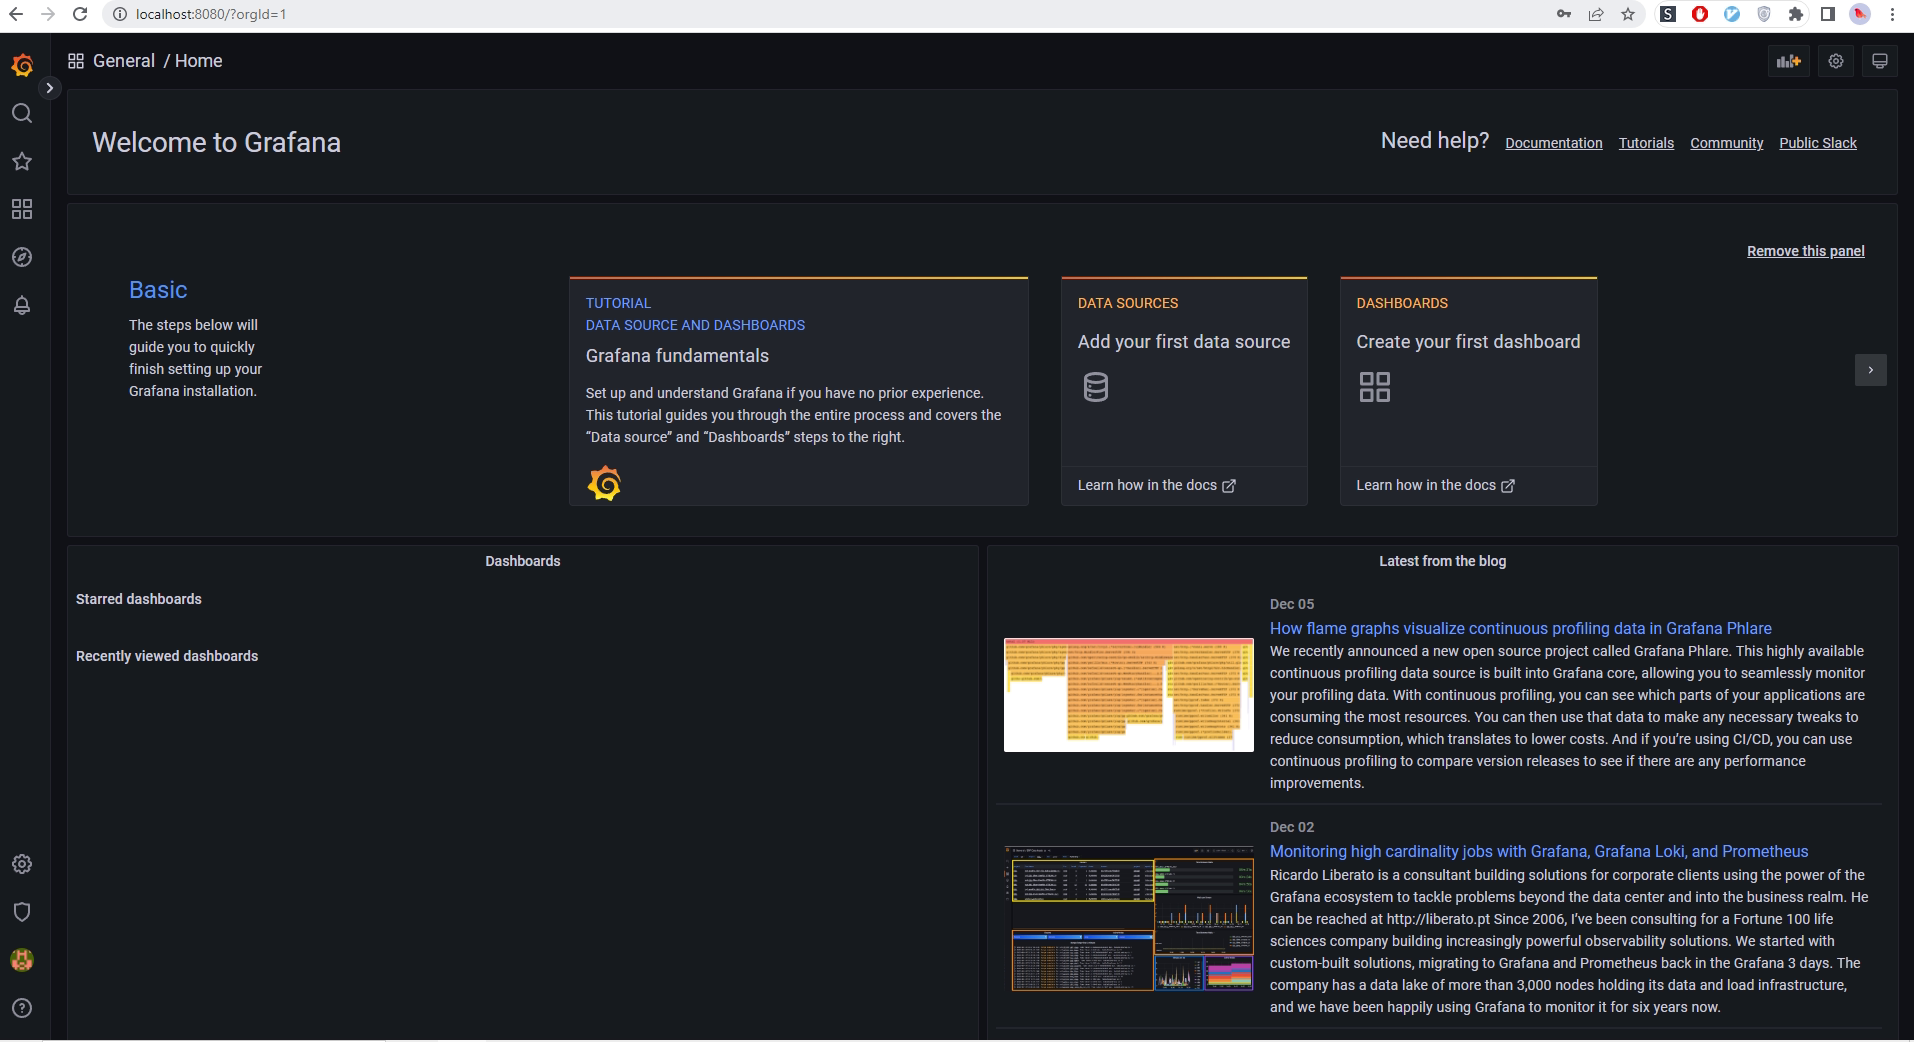 localhost:8080/?orgId=1
General / Home
Welcome to Grafana
Need help? Documentation Tutorials Community Public Slack
Remove this panel
Basic
The steps below will
guide you to quickly
finish setting up your
Grafana installation.
TUTORIAL
DATA SOURCE AND DASHBOARDS
Grafana fundamentals
Set up and understand Grafana if you have no prior experience.
This tutorial guides you through the entire process and covers the
“Data source” and “Dashboards” steps to the right.
DATA SOURCES
Add your first data source
Learn how in the docs
DASHBOARDS
Create your first dashboard
Learn how in the docs
Dashboards
Starred dashboards
Recently viewed dashboards
Latest from the blog
Dec 05
How flame graphs visualize continuous profiling data in Grafana Phlare
We recently announced a new open source project called Grafana Phlare. This highly available
continuous profiling data source is built into Grafana core, allowing you to seamlessly monitor
your profiling data. With continuous profiling, you can see which parts of your applications are
consuming the most resources. You can then use that data to make any necessary tweaks to
reduce consumption, which translates to lower costs. And if you’re using CI/CD, you can use
continuous profiling to compare version releases to see if there are any performance
improvements.
Dec 02
Monitoring high cardinality jobs with Grafana, Grafana Loki, and Prometheus
Ricardo Liberato is a consultant building solutions for corporate clients using the power of the
Grafana ecosystem to tackle problems beyond the data center and into the business realm. He
can be reached at http://liberato.pt Since 2006, I’ve been consulting for a Fortune 100 life
sciences company building increasingly powerful observability solutions. We started with
custom-built solutions, migrating to Grafana and Prometheus back in the Grafana 3 days. The
company has a data lake of more than 3,000 nodes holding its data and load infrastructure,
and we have been happily using Grafana to monitor it for six years now.